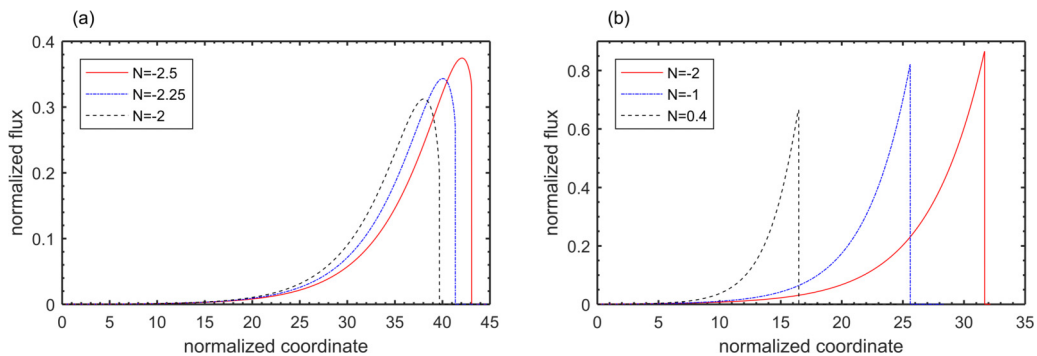 (a)
0.4
0.3
0.2
0.1
0
normalized flux
N=-2.5
N=-2.25
N=-2
0 5 10 15 20 25 30 35 40 45
normalized coordinate
(b)
0.8
0.6
0.4
0.2
0
normalized flux
N=-2
N=-1
N=0.4
0 5 10 15 20 25 30 35
normalized coordinate